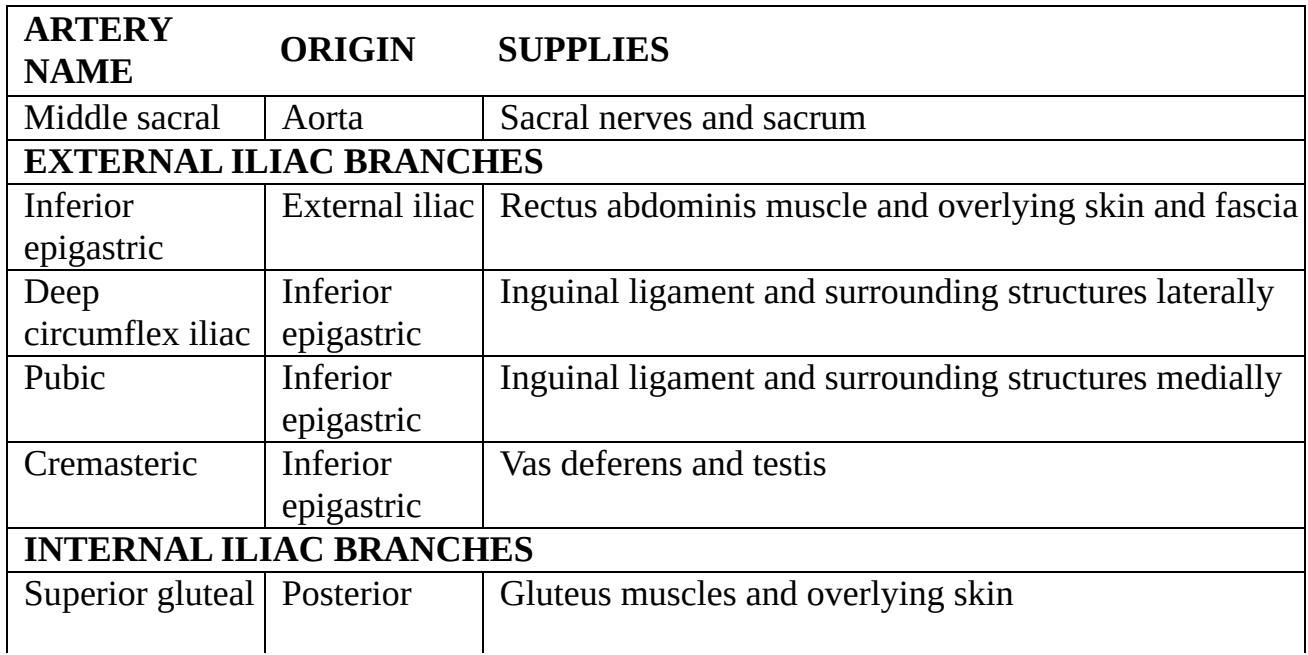 ARTERY
NAME
ORIGIN
SUPPLIES
Middle sacral
Aorta
Sacral nerves and sacrum
EXTERNAL ILIAC BRANCHES
Inferior
epigastric
External iliac
Rectus abdominis muscle and overlying skin and fascia
Deep
circumflex iliac
Inferior
epigastric
Inguinal ligament and surrounding structures laterally
Pubic
Inferior
epigastric
Inguinal ligament and surrounding structures medially
Cremasteric
Inferior
epigastric
Vas deferens and testis
INTERNAL ILIAC BRANCHES
Superior gluteal
Posterior
Gluteus muscles and overlying skin